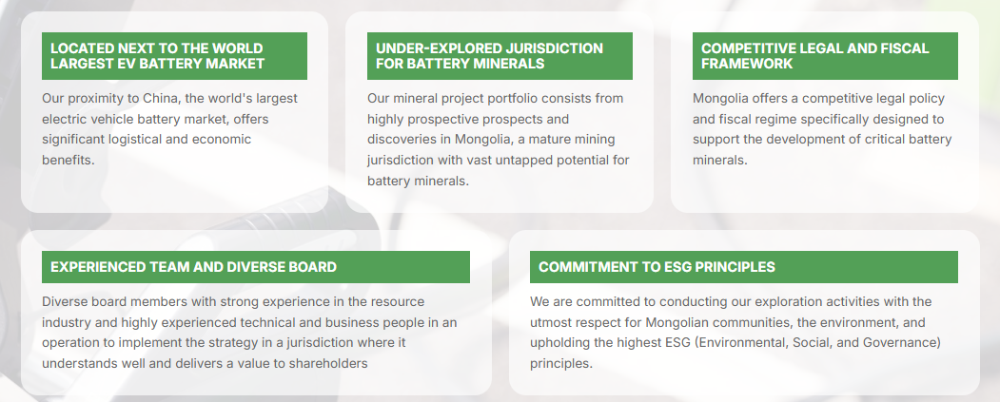 LOCATED NEXT TO THE WORLD
LARGEST EV BATTERY MARKET
Our proximity to China, the world's largest
electric vehicle battery market, offers
significant logistical and economic
benefits.
UNDER-EXPLORED JURISDICTION
FOR BATTERY MINERALS
Our mineral project portfolio consists from
highly prospective prospects and
discoveries in Mongolia, a mature mining
jurisdiction with vast untapped potential for
battery minerals.
COMPETITIVE LEGAL AND FISCAL
FRAMEWORK
Mongolia offers a competitive legal policy
and fiscal regime specifically designed to
support the development of critical battery
minerals.
EXPERIENCED TEAM AND DIVERSE BOARD
Diverse board members with strong experience in the resource
industry and highly experienced technical and business people in an
operation to implement the strategy in a jurisdiction where it
understands well and delivers a value to shareholders
COMMITMENT TO ESG PRINCIPLES
We are committed to conducting our exploration activities with the
utmost respect for Mongolian communities, the environment, and
upholding the highest ESG (Environmental, Social, and Governance)
principles.